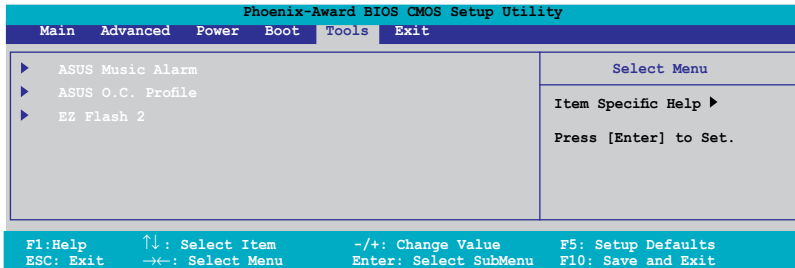 Phoenix-Award BIOS CMOS Setup Utility
Main Advanced Power Boot Tools Exit
ASUS Music Alarm
ASUS O.C. Profile
EZ Flash 2
Select Menu
Item Specific Help ▶
Press [Enter] to Set.
F1:Help ↑↓: Select Item -/+: Change Value F5: Setup Defaults
ESC: Exit →←: Select Menu Enter: Select SubMenu F10: Save and Exit